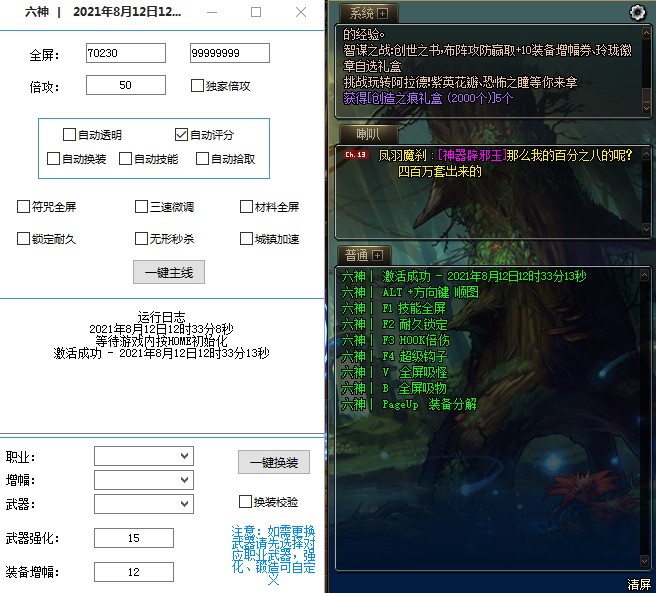 六神 | 2021年8月12日12...
全屏: 70230 99999999
倍攻: 50 独家倍攻
自动透明 自动评分
自动换装 自动技能 自动拾取
符咒全屏 三速微调 材料全屏
锁定耐久 无形秒杀 城镇加速
一键主线
运行日志
2021年8月12日12时33分8秒
等待游戏内按HOME初始化
激活成功 - 2021年8月12日12时33分13秒
职业:
增幅:
武器:
一键换装
换装校验
武器强化: 15
装备增幅: 12
注意: 如需更换
武器请先选择对
应职业武器，强
化、锻造可自定
义
系统
的经验。
智谋之战:创世之书,布阵攻防赢取+10装备增幅券、玲珑徽
章自选礼盒
挑战玩转阿拉德!紫英花瓣、恐怖之瞳等你来拿
获得[创造之痕礼盒 (2000个)]5个
喇叭
Ch.13 凤羽魔刹:[神器辟邪玉]那么我的百分之八的呢?
四百万套出来的
普通
六神| 激活成功 - 2021年8月12日12时33分13秒
六神| ALT +方向键 顺图
六神| F1 技能全屏
六神| F2 耐久锁定
六神| F3 HOOK倍伤
六神| F4 超级钩子
六神| V 全屏吸怪
六神| B 全屏吸物
六神| PageUp 装备分解
清屏